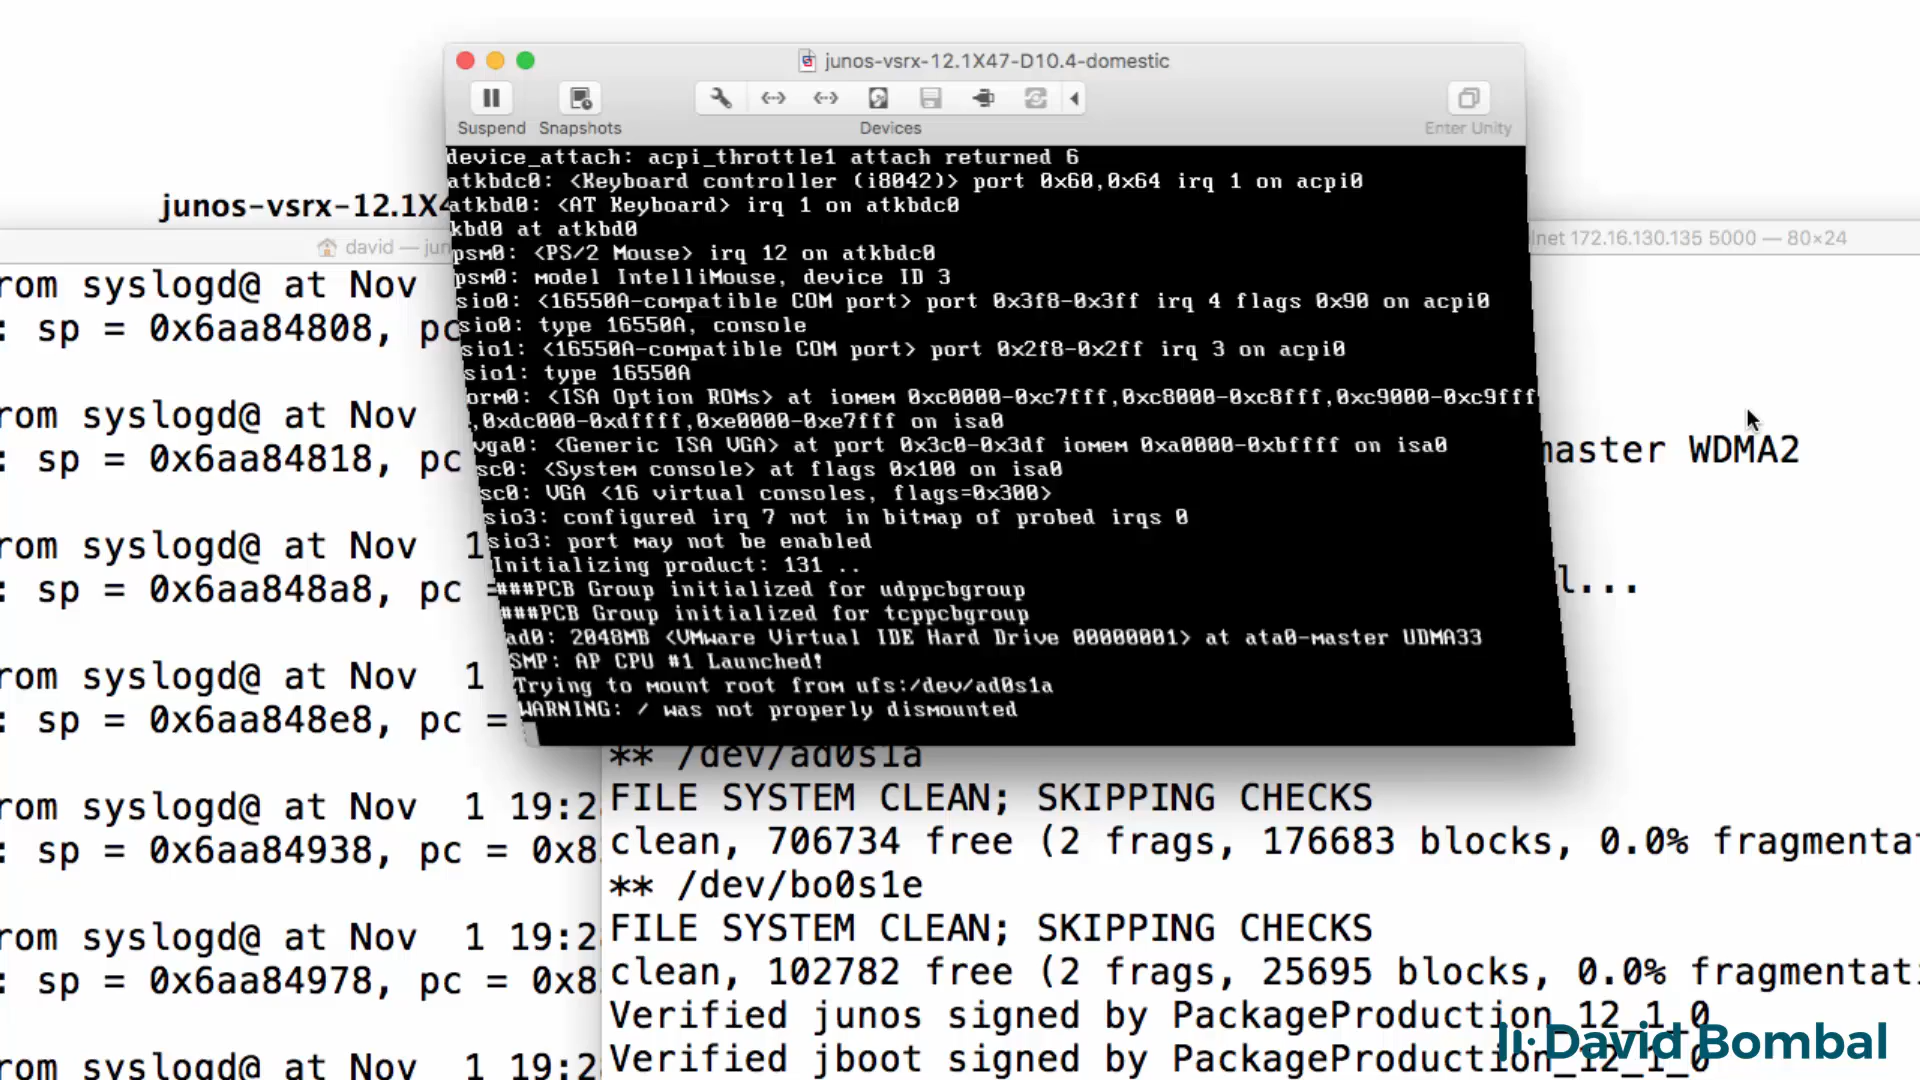 junos-vsrx-12.1X47-D10.4-domestic
Suspend
Snapshots
Devices
Enter Unity
device_attach: acpi_throttle1 attach returned 6
atkbdc0: <Keyboard controller (i8042)> port 0x60,0x64 irq 1 on acpi0
atkbd0: <AT Keyboard> irq 1 on atkbdc0
kbd0 at atkbd0
psm0: <PS/2 Mouse> irq 12 on atkbdc0
psm0: model IntelliMouse, device ID 3
sio0: <16550A-compatible COM port> port 0x3f8-0x3ff irq 4 flags 0x90 on acpi0
sio0: type 16550A, console
sio1: <16550A-compatible COM port> port 0x2f8-0x2ff irq 3 on acpi0
sio1: type 16550A
orm0: <ISA Option ROMs> at iomem 0xc0000-0xc7fff,0xc8000-0xc8fff,0xc9000-0xc9fff
,0xdc000-0xdffff,0xe0000-0xe7fff on isa0
vga0: <Generic ISA VGA> at port 0x3c0-0x3df iomem 0xa0000-0xbffff on isa0
sc0: <System console> at flags 0x100 on isa0
sc0: VGA <16 virtual consoles, flags=0x300>
sio3: configured irq 7 not in bitmap of probed irqs 0
sio3: port may not be enabled
Initializing product: 131 ..
###PCB Group initialized for udppcbgroup
###PCB Group initialized for tcppcbgroup
ad0: 2048MB <VMware Virtual IDE Hard Drive 00000001> at ata0-master UDMA33
SMP: AP CPU #1 Launched!
Trying to mount root from ufs:/dev/ad0s1a
WARNING: / was not properly dismounted
junos-vsrx-12.1X4
david — jun
rom syslogd@ at Nov
: sp = 0x6aa84808, pc
rom syslogd@ at Nov
: sp = 0x6aa84818, pc
rom syslogd@ at Nov  1
: sp = 0x6aa848a8, pc =
rom syslogd@ at Nov  1
: sp = 0x6aa848e8, pc =
rom syslogd@ at Nov  1 19:2
: sp = 0x6aa84938, pc = 0x8
rom syslogd@ at Nov  1 19:2
: sp = 0x6aa84978, pc = 0x8
rom syslogd@ at Nov  1 19:2
lnet 172.16.130.135 5000 — 80×24
master WDMA2
l...
** /dev/ad0s1a
FILE SYSTEM CLEAN; SKIPPING CHECKS
clean, 706734 free (2 frags, 176683 blocks, 0.0% fragmentat
** /dev/bo0s1e
FILE SYSTEM CLEAN; SKIPPING CHECKS
clean, 102782 free (2 frags, 25695 blocks, 0.0% fragmentati
Verified junos signed by PackageProduction_12_1_0
Verified jboot signed by PackageProduction_12_1_0
David Bombal